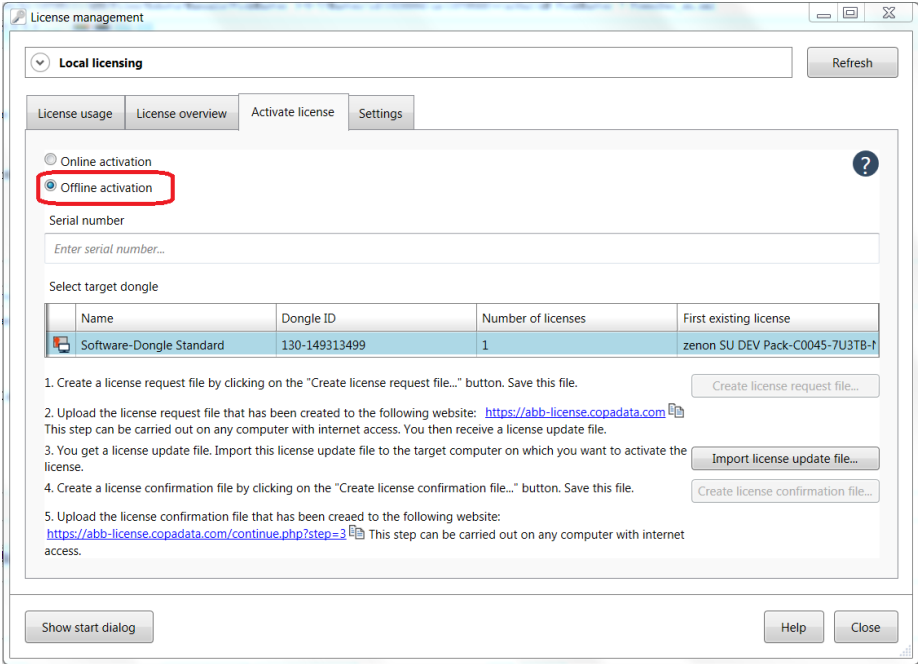 License management
Local licensing
Refresh
License usage
License overview
Activate license
Settings
Online activation
?
Offline activation
Serial number
Enter serial number...
Select target dongle
Name Dongle ID Number of licenses First existing license
Software-Dongle Standard 130-149313499 1 zenon SU DEV Pack-C0045-7U3TB-
1. Create a license request file by clicking on the "Create license request file..." button. Save this file.
Create license request file...
2. Upload the license request file that has been created to the following website: https://abb-license.copadata.com
This step can be carried out on any computer with internet access. You then receive a license update file.
3. You get a license update file. Import this license update file to the target computer on which you want to activate the
license.
Import license update file...
4. Create a license confirmation file by clicking on the "Create license confirmation file..." button. Save this file.
Create license confirmation file...
5. Upload the license confirmation file that has been creaed to the following website:
https://abb-license.copadata.com/continue.php?step=3 This step can be carried out on any computer with internet
access.
Show start dialog
Help
Close